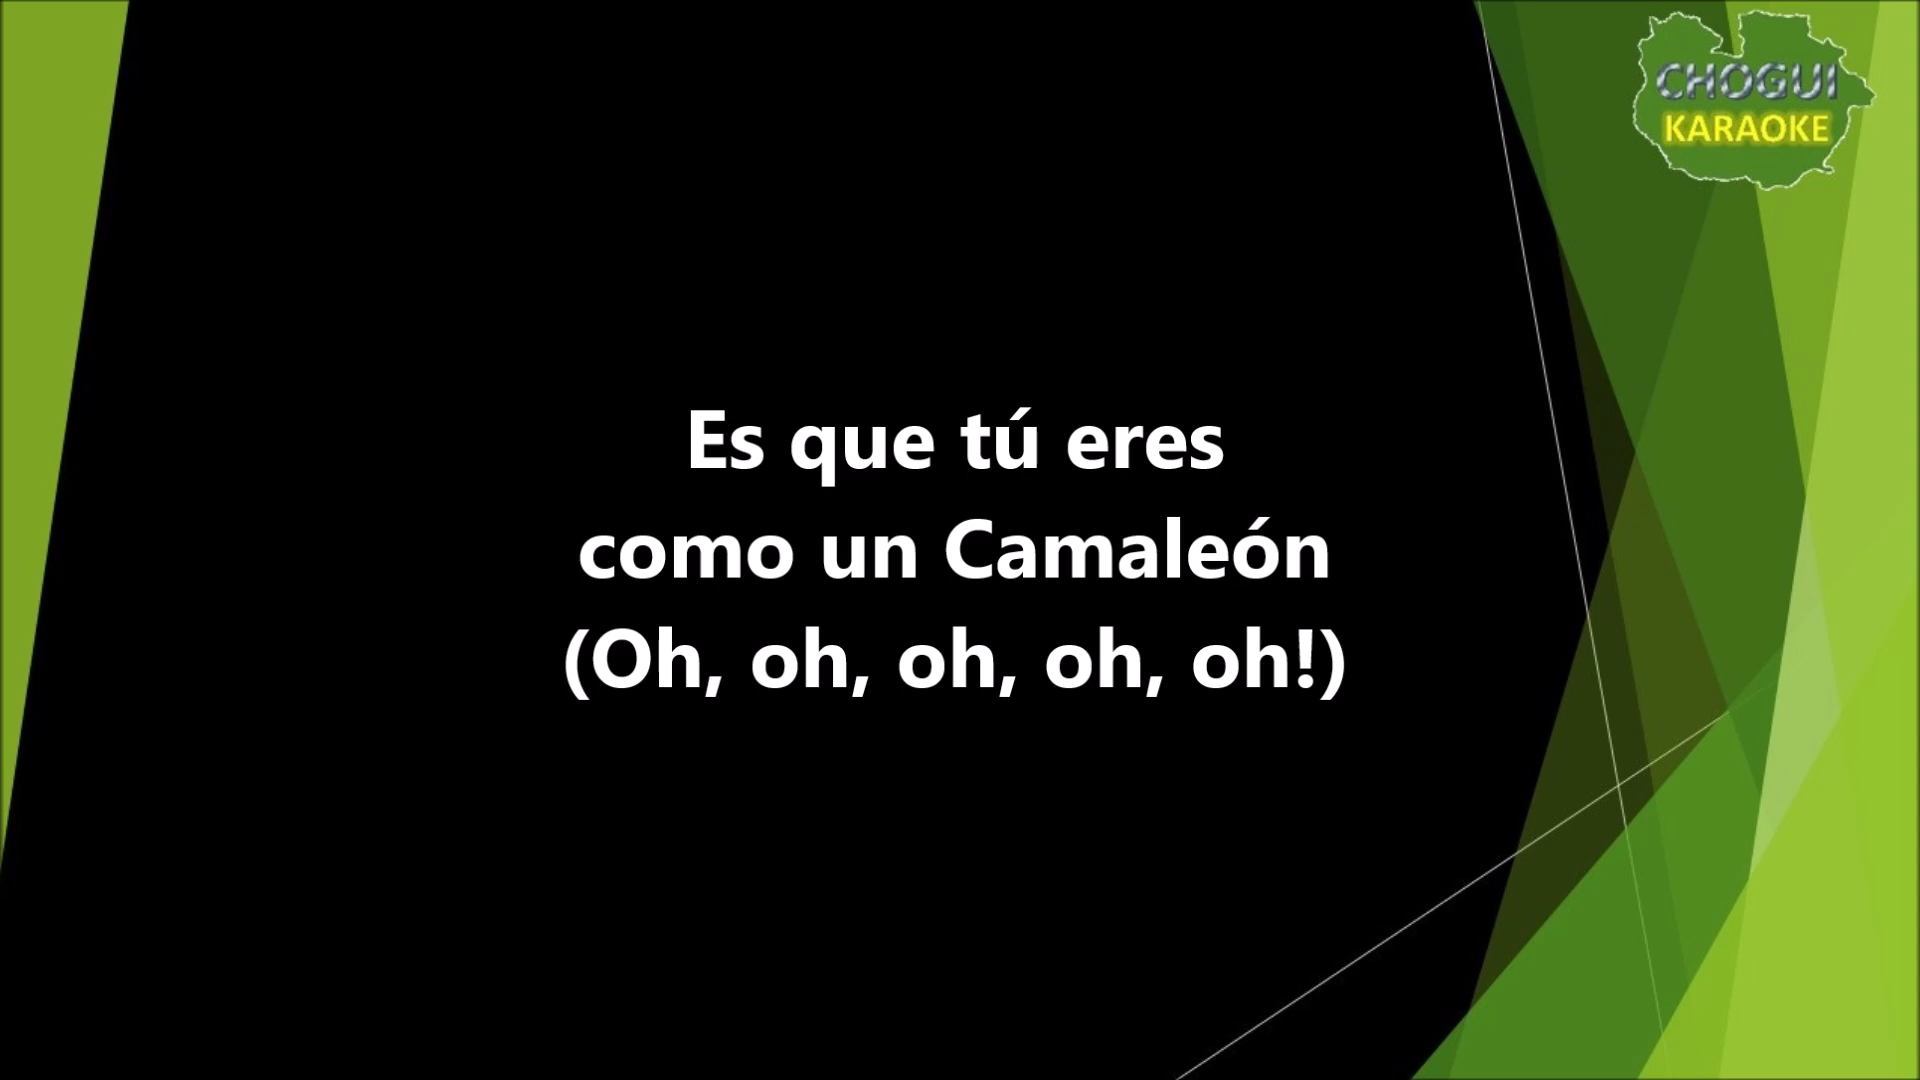 CHOGUI
KARAOKE
Es que tú eres
como un Camaleón
(Oh, oh, oh, oh, oh!)